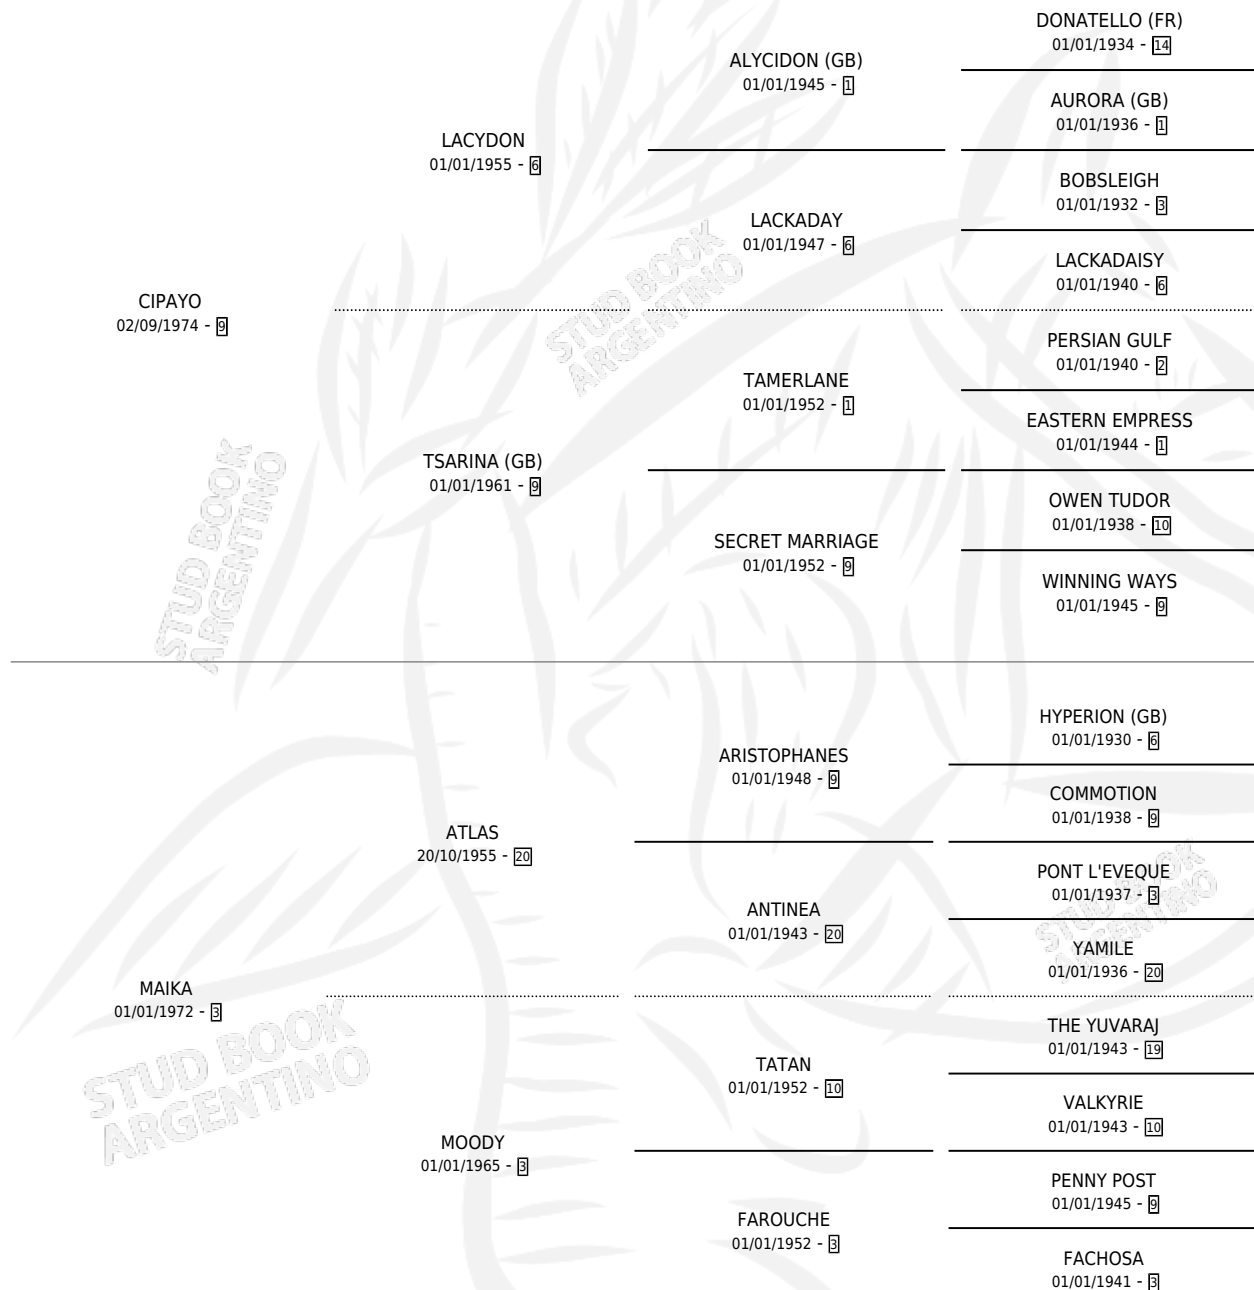 DONATELLO (FR)
01/01/1934 - 14
ALYCIDON (GB)
01/01/1945 - 1
AURORA (GB)
01/01/1936 - 1
LACYDON
01/01/1955 - 6
BOBSLEIGH
01/01/1932 - 3
LACKADAY
01/01/1947 - 6
LACKADAISY
01/01/1940 - 6
CIPAYO
02/09/1974 - 9
STUD BOOK
ARGENTINO
PERSIAN GULF
01/01/1940 - 2
TAMERLANE
01/01/1952 - 1
EASTERN EMPRESS
01/01/1944 - 1
TSARINA (GB)
01/01/1961 - 9
OWEN TUDOR
01/01/1938 - 10
SECRET MARRIAGE
01/01/1952 - 9
WINNING WAYS
01/01/1945 - 9
STUD BOOK
ARGENTINO
HYPERION (GB)
01/01/1930 - 6
ARISTOPHANES
01/01/1948 - 9
COMMOTION
01/01/1938 - 9
ATLAS
20/10/1955 - 20
PONT L'EVEQUE
01/01/1937 - 3
ANTINEA
01/01/1943 - 20
YAMILE
01/01/1936 - 20
STUD BOOK
ARGENTINO
MAIKA
01/01/1972 - 3
STUD BOOK
ARGENTINO
THE YUVARAJ
01/01/1943 - 19
TATAN
01/01/1952 - 10
VALKYRIE
01/01/1943 - 10
MOODY
01/01/1965 - 3
PENNY POST
01/01/1945 - 9
FAROUCHE
01/01/1952 - 3
FACHOSA
01/01/1941 - 3